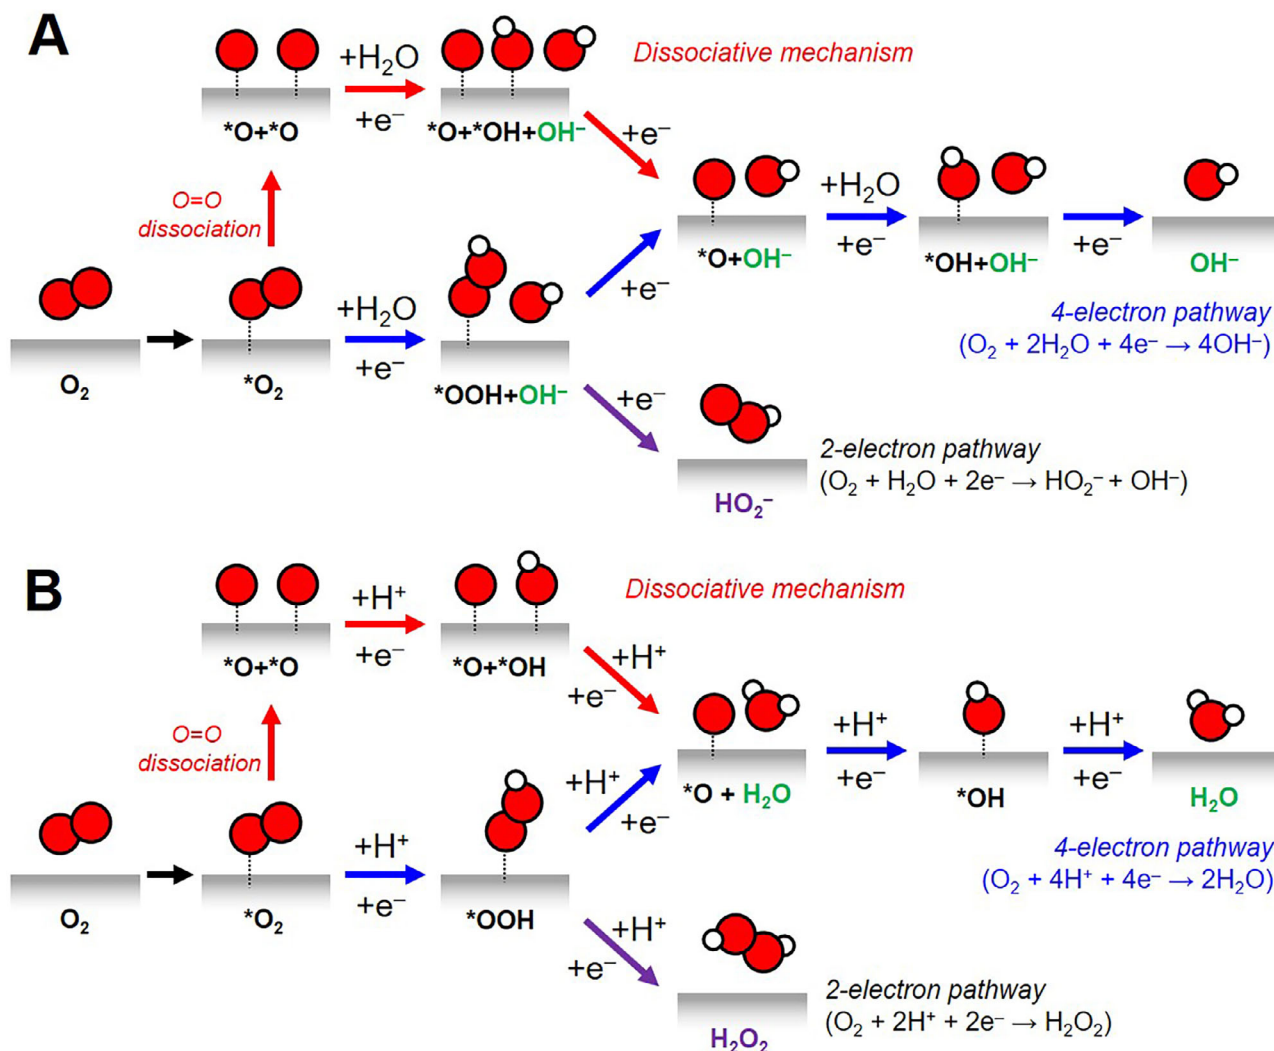 A
Dissociative mechanism
+H₂O
+e⁻
*O+*O
*O+*OH+OH⁻
+e⁻
O=O
dissociation
+H₂O
+e⁻
*O+OH⁻
*OH+OH⁻
+e⁻
OH⁻
+H₂O
+e⁻
+e⁻
O₂
*O₂
*OOH+OH⁻
4-electron pathway
(O₂ + 2H₂O + 4e⁻ → 4OH⁻)
+e⁻
2-electron pathway
(O₂ + H₂O + 2e⁻ → HO₂⁻ + OH⁻)
HO₂⁻
B
Dissociative mechanism
+H⁺
+e⁻
*O+*O
*O+*OH
+H⁺
+e⁻
O=O
dissociation
+H⁺
+e⁻
+H⁺
+e⁻
*O + H₂O
*OH
H₂O
+H⁺
+e⁻
+H⁺
+e⁻
O₂
*O₂
*OOH
4-electron pathway
(O₂ + 4H⁺ + 4e⁻ → 2H₂O)
+H⁺
+e⁻
2-electron pathway
(O₂ + 2H⁺ + 2e⁻ → H₂O₂)
H₂O₂